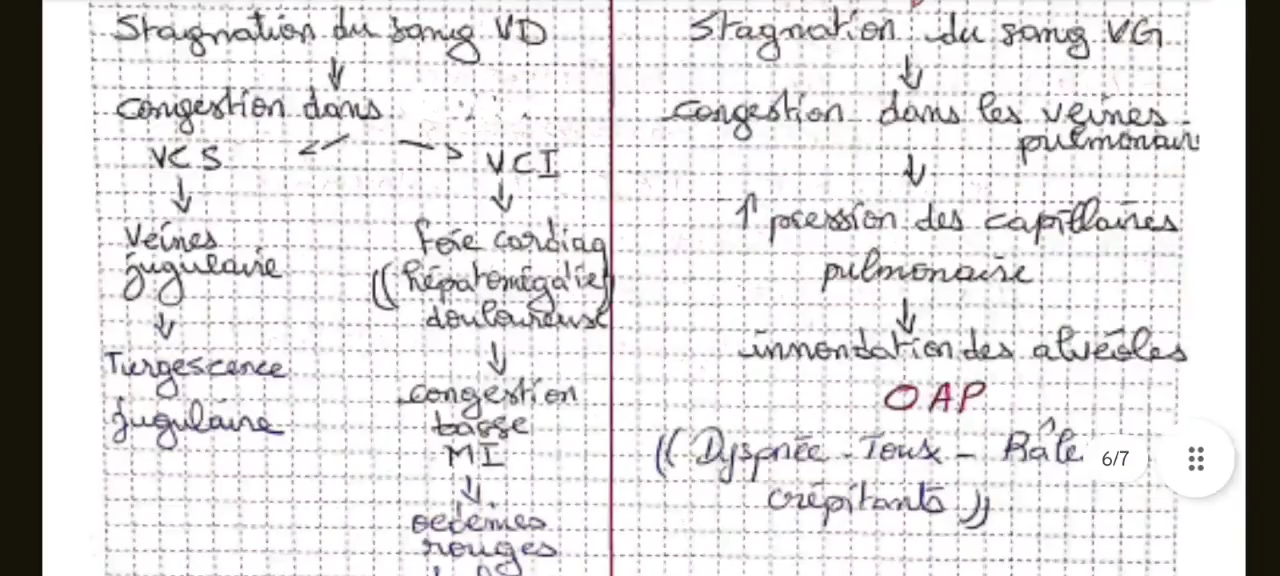 Stagnation du sang VD
↓
congestion dans
VCS ↙ → VCI
↓
Veines
jugulaire
↓
Turgescence
jugulaire
↓
foie cardiaq
((hépatomégalie
douloureuse
↓
congestion
basse
MI
↓
oedèmes
rouges
Stagnation du sang VG
↓
congestion dans les veines
pulmonair
↓
↑ pression des capillaires
pulmonaire
↓
innondation des alvéoles
OAP
((Dyspnée - Toux - Râle
crépitants))
6/7